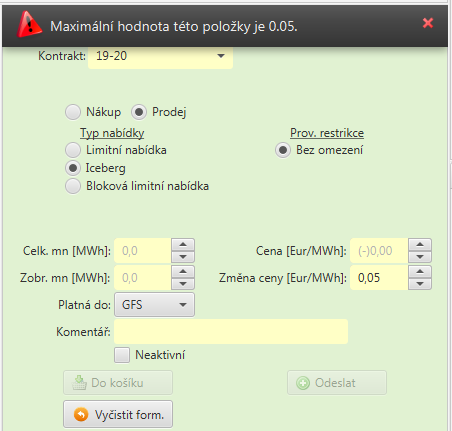 Maximální hodnota této položky je 0.05.
Kontrakt: 19-20
Nákup Prodej
Typ nabídky Prov. restrikce
Limitní nabídka Bez omezení
Iceberg
Bloková limitní nabídka
Celk. mn [MWh]: 0,0 Cena [Eur/MWh]: (-)0,00
Zobr. mn [MWh]: 0,0 Změna ceny [Eur/MWh]: 0,05
Platná do: GFS
Komentář:
Neaktivní
Do košíku Odeslat
Vyčistit form.